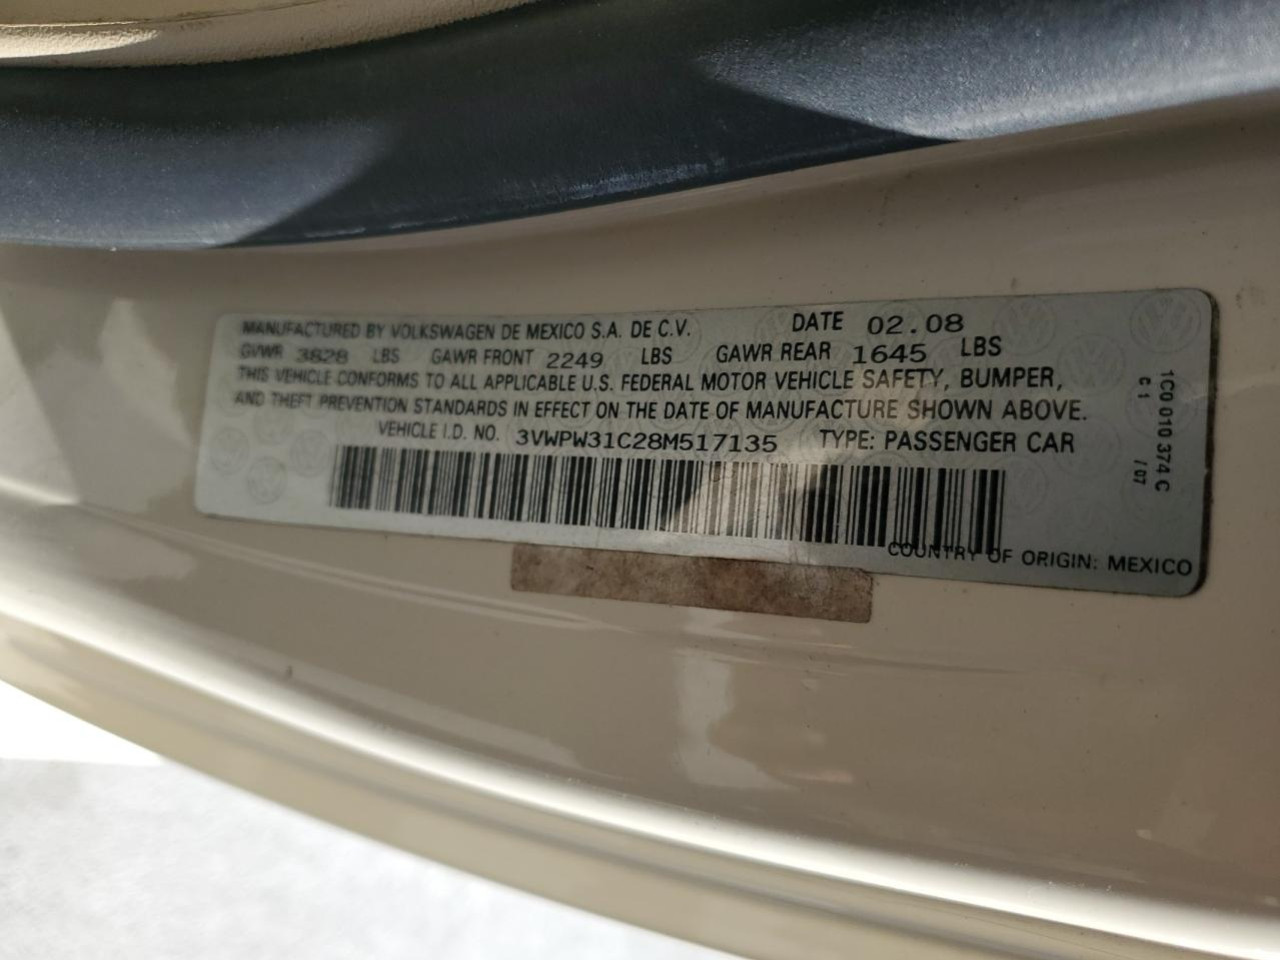 MANUFACTURED BY VOLKSWAGEN DE MEXICO S.A. DE C.V. DATE 02.08
GVWR 3828 LBS GAWR FRONT 2249 LBS GAWR REAR 1645 LBS
THIS VEHICLE CONFORMS TO ALL APPLICABLE U.S. FEDERAL MOTOR VEHICLE SAFETY, BUMPER,
AND THEFT PREVENTION STANDARDS IN EFFECT ON THE DATE OF MANUFACTURE SHOWN ABOVE.
VEHICLE I.D. NO. 3VWPW31C28M517135 TYPE: PASSENGER CAR
COUNTRY OF ORIGIN: MEXICO
1C0 010 374 C
C 1 / 07